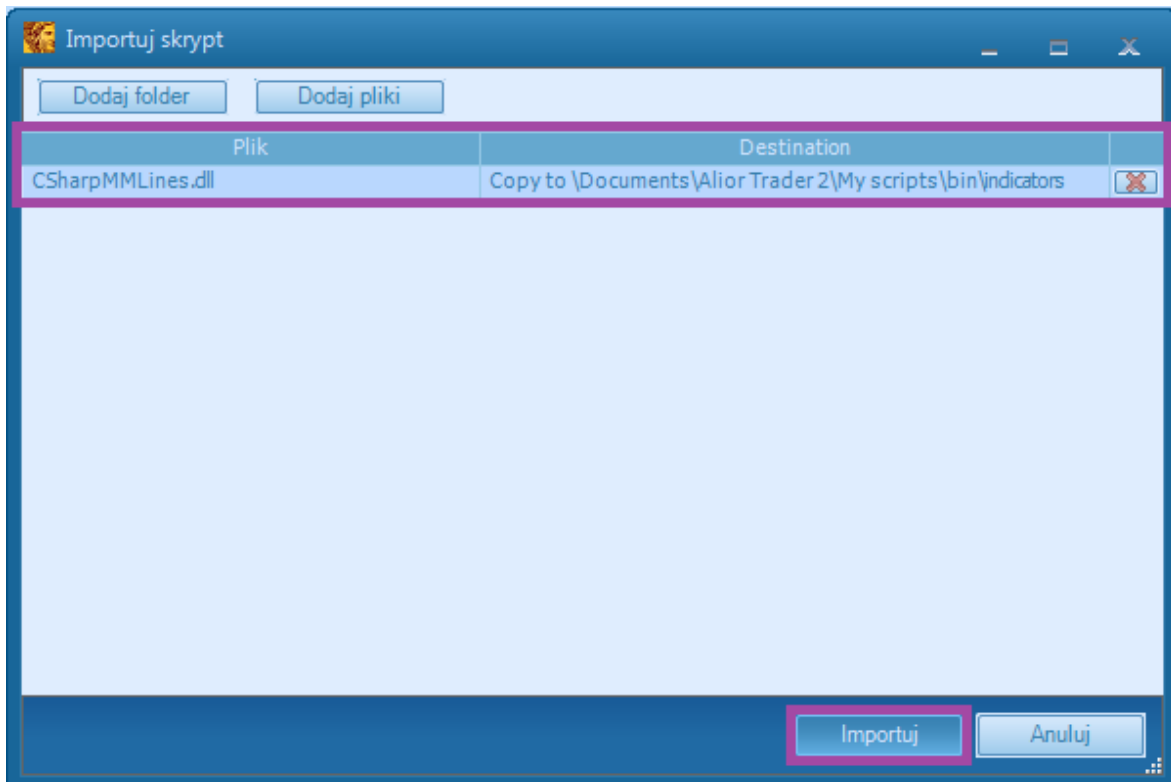 Importuj skrypt
Dodaj folder Dodaj pliki
Plik Destination
CSharpMMLines.dll Copy to \Documents\Alior Trader 2\My scripts\bin\indicators
Importuj Anuluj